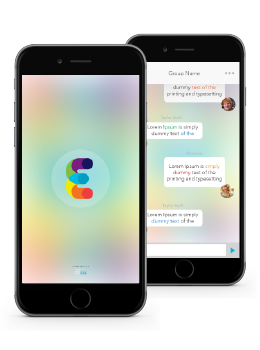 Group Name
dummy text of the
printing and typesetting
Lorem Ipsum is simply
dummy text of the
Lorem Ipsum is simply
dummy text of the
printing and typesetting
Lorem Ipsum is simply
dummy text of the